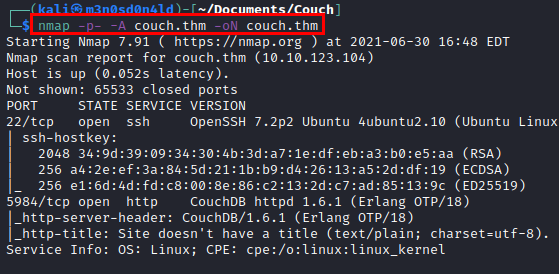 ┌──(kali㉿m3n0sd0n4ld)-[~/Documents/Couch]
└─$ nmap -p- -A couch.thm -oN couch.thm
Starting Nmap 7.91 ( https://nmap.org ) at 2021-06-30 16:48 EDT
Nmap scan report for couch.thm (10.10.123.104)
Host is up (0.052s latency).
Not shown: 65533 closed ports
PORT     STATE SERVICE VERSION
22/tcp   open  ssh     OpenSSH 7.2p2 Ubuntu 4ubuntu2.10 (Ubuntu Linux
| ssh-hostkey:
|   2048 34:9d:39:09:34:30:4b:3d:a7:1e:df:eb:a3:b0:e5:aa (RSA)
|   256 a4:2e:ef:3a:84:5d:21:1b:b9:d4:26:13:a5:2d:df:19 (ECDSA)
|_  256 e1:6d:4d:fd:c8:00:8e:86:c2:13:2d:c7:ad:85:13:9c (ED25519)
5984/tcp open  http    CouchDB httpd 1.6.1 (Erlang OTP/18)
|_http-server-header: CouchDB/1.6.1 (Erlang OTP/18)
|_http-title: Site doesn't have a title (text/plain; charset=utf-8).
Service Info: OS: Linux; CPE: cpe:/o:linux:linux_kernel